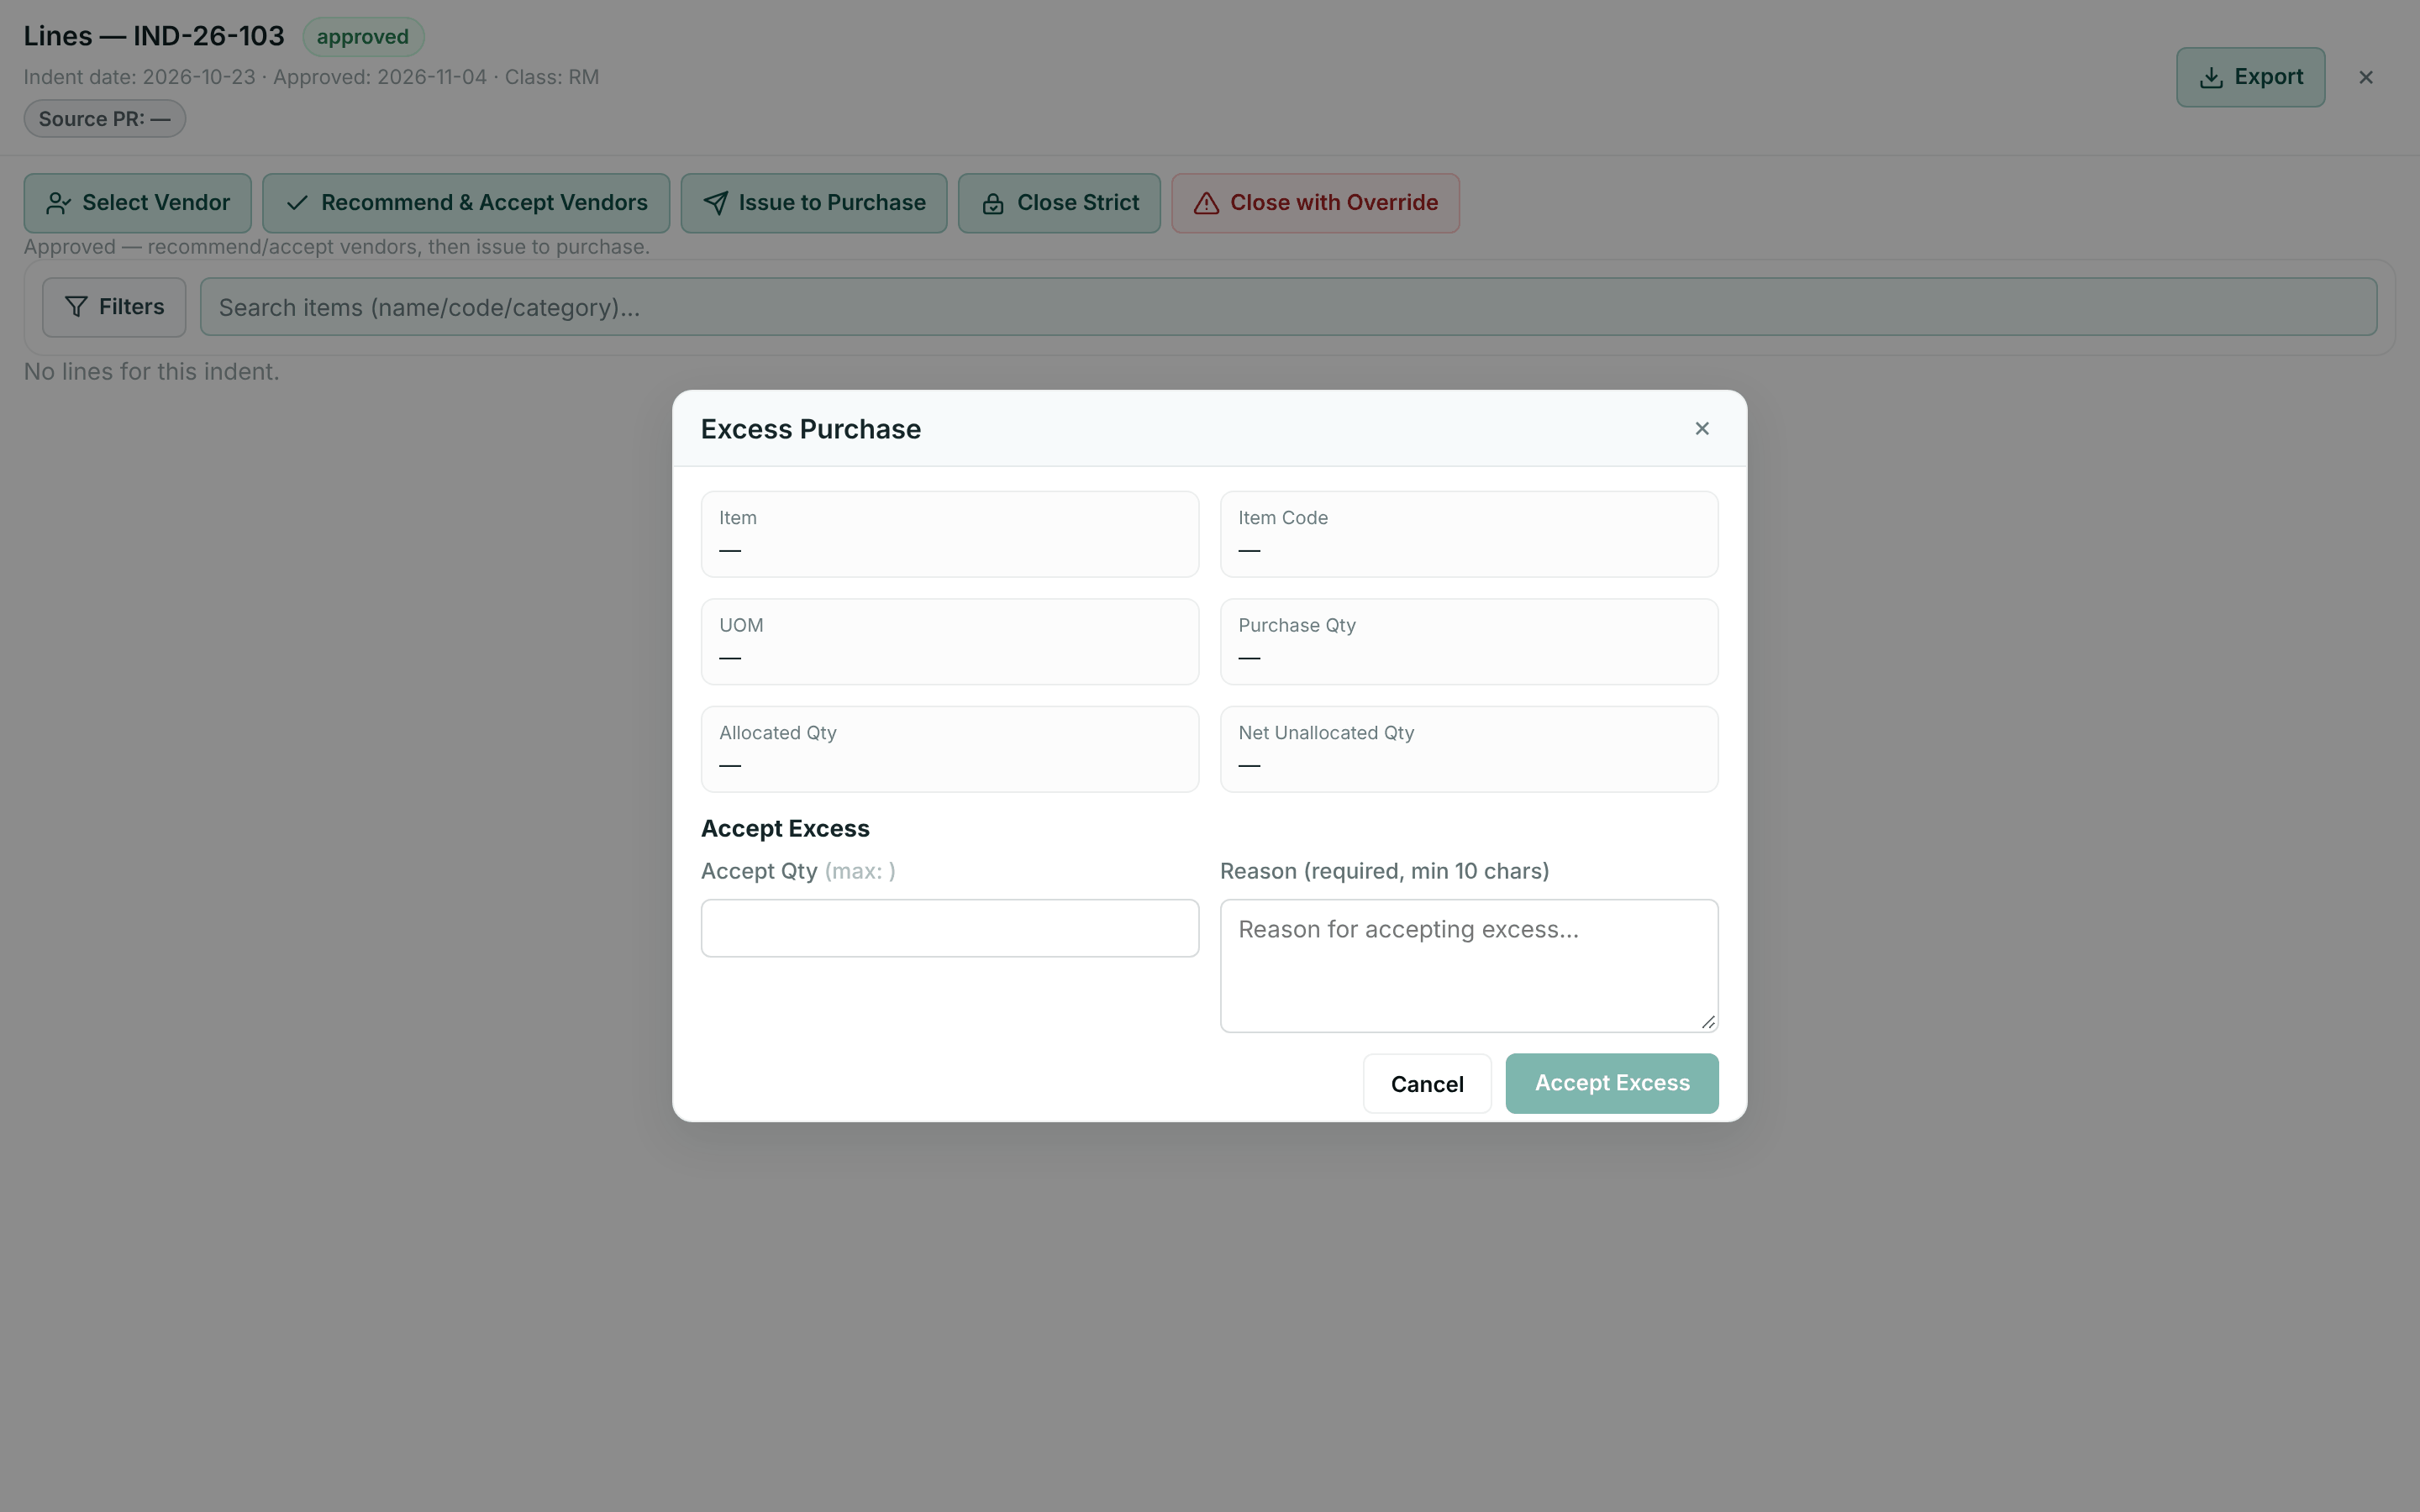 Lines — IND-26-103 approved
Indent date: 2026-10-23 · Approved: 2026-11-04 · Class: RM
Source PR: —
Export ×
Select Vendor Recommend & Accept Vendors Issue to Purchase Close Strict Close with Override
Approved — recommend/accept vendors, then issue to purchase.
Filters Search items (name/code/category)...
No lines for this indent.
Excess Purchase ×
Item Item Code
— —
UOM Purchase Qty
— —
Allocated Qty Net Unallocated Qty
— —
Accept Excess
Accept Qty (max: ) Reason (required, min 10 chars)
Reason for accepting excess...
Cancel Accept Excess